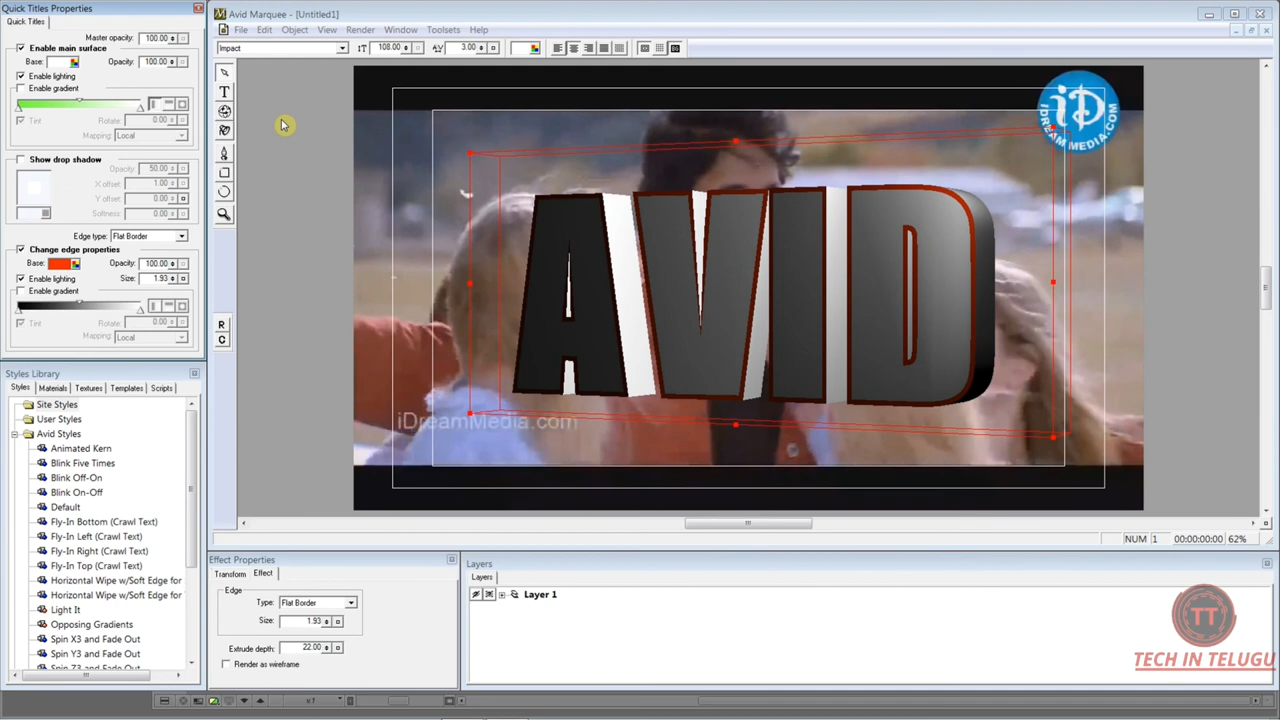 Quick Titles Properties
Quick Titles
Master opacity: 100.00
Enable main surface
Base: Opacity: 100.00
Enable lighting
Enable gradient
Tint Rotate: 0.00
Mapping: Local
Show drop shadow
Opacity: 50.00
X offset: 1.00
Y offset: 0.00
Softness: 0.00
Edge type: Flat Border
Change edge properties
Base: Opacity: 100.00
Enable lighting Size: 1.93
Enable gradient
Tint Rotate: 0.00
Mapping: Local
Styles Library
Styles Materials Textures Templates Scripts
Site Styles
User Styles
Avid Styles
Animated Kern
Blink Five Times
Blink Off-On
Blink On-Off
Default
Fly-In Bottom (Crawl Text)
Fly-In Left (Crawl Text)
Fly-In Right (Crawl Text)
Fly-In Top (Crawl Text)
Horizontal Wipe w/Soft Edge for
Horizontal Wipe w/Soft Edge for
Light It
Opposing Gradients
Spin X3 and Fade Out
Spin Y3 and Fade Out
Spin Z3 and Fade Out
Avid Marquee - [Untitled1]
File Edit Object View Render Window Toolsets Help
Impact 108.00 3.00
T
R
C
iD
iDREAM MEDIA.COM
AVID
iDreamMedia.com
NUM 1 00:00:00:00 62%
Effect Properties
Transform Effect
Edge
Type: Flat Border
Size: 1.93
Extrude depth: 22.00
Render as wireframe
Layers
Layers
Layer 1
TT
TECH IN TELUGU
V1